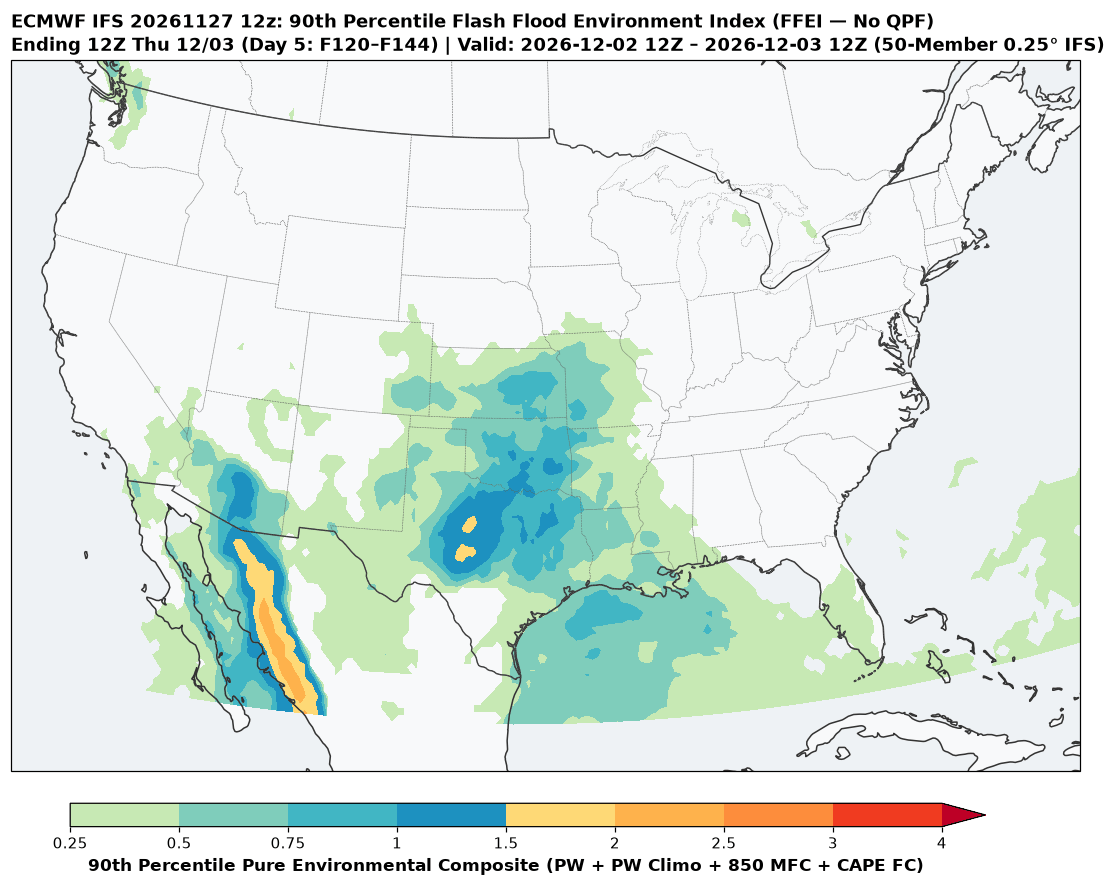 ECMWF IFS 20261127 12z: 90th Percentile Flash Flood Environment Index (FFEI — No QPF)
Ending 12Z Thu 12/03 (Day 5: F120–F144) | Valid: 2026-12-02 12Z – 2026-12-03 12Z (50-Member 0.25° IFS)
0.25 0.5 0.75 1 1.5 2 2.5 3 4
90th Percentile Pure Environmental Composite (PW + PW Climo + 850 MFC + CAPE FC)